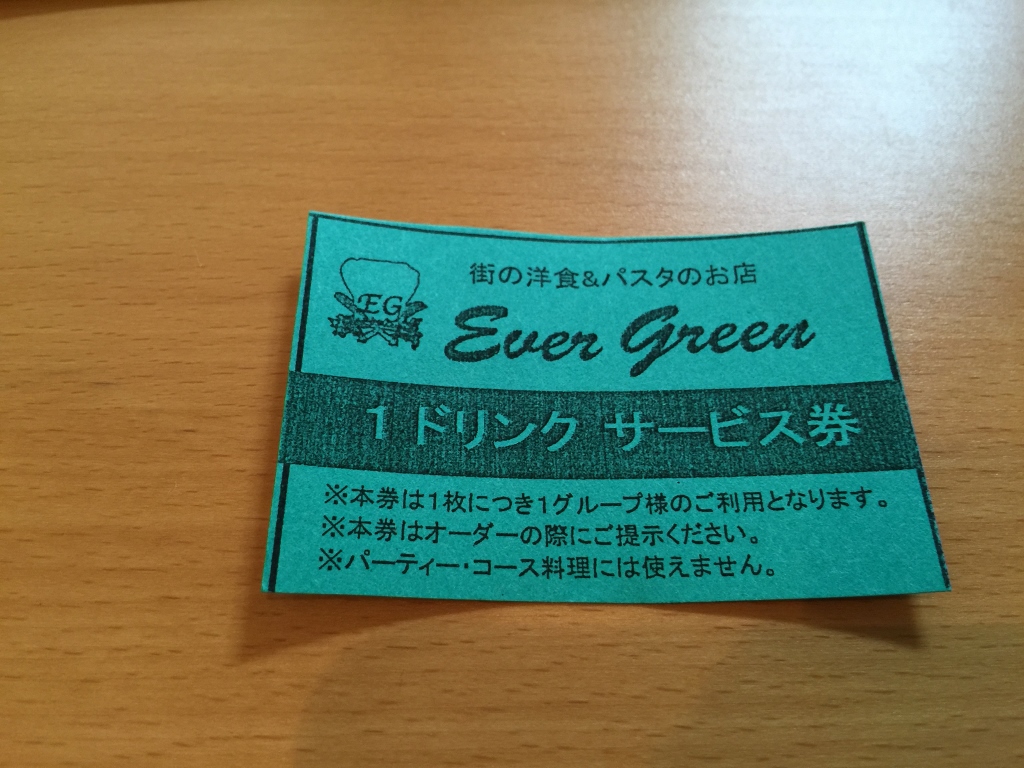 街の洋食&パスタのお店
EG
Ever Green
1ドリンク サービス券
※本券は1枚につき1グループ様のご利用となります。
※本券はオーダーの際にご提示ください。
※パーティー・コース料理には使えません。